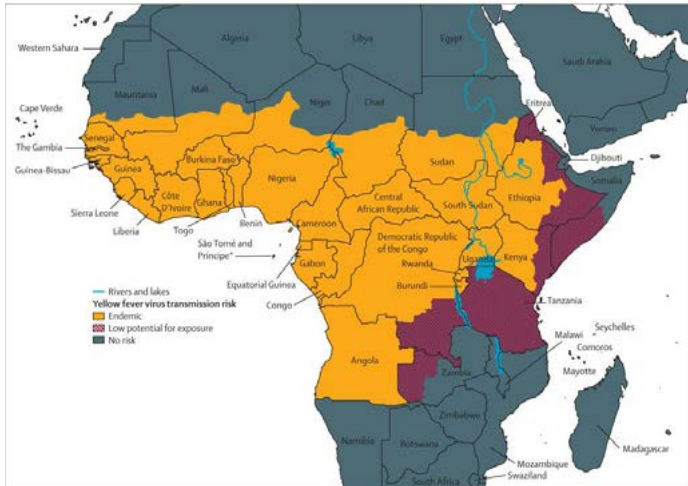 Western Sahara
Algeria
Libya
Egypt
Saudi Arabia
Cape Verde
Mauritania
Mali
Niger
Chad
Eritrea
Yemen
Senegal
The Gambia
Guinea-Bissau
Guinea
Burkina Faso
Sudan
Djibouti
Somalia
Nigeria
Côte
D'Ivoire
Ghana
Ethiopia
Sierra Leone
Liberia
Togo
Benin
Cameroon
Central
African Republic
South Sudan
São Tomé and
Príncipe*
Equatorial Guinea
Gabon
Congo
Democratic Republic
of the Congo
Uganda
Kenya
Rwanda
Burundi
Rivers and lakes
Yellow fever virus transmission risk
Endemic
Low potential for exposure
No risk
Tanzania
Malawi
Seychelles
Comoros
Mayotte
Angola
Zambia
Zimbabwe
Namibia
Botswana
Madagascar
Mozambique
Swaziland
South Africa